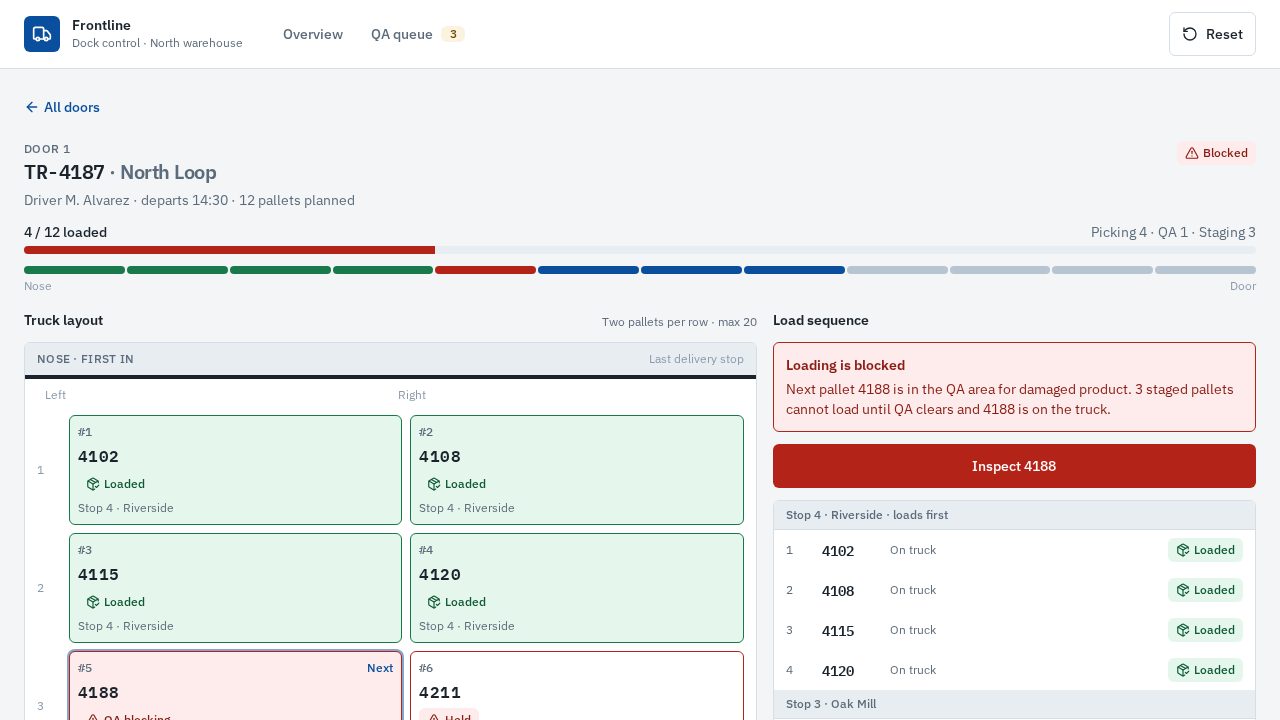 Frontline
Dock control · North warehouse
Overview
QA queue 3
Reset
All doors
DOOR 1
TR-4187 · North Loop
Blocked
Driver M. Alvarez · departs 14:30 · 12 pallets planned
4 / 12 loaded
Picking 4 · QA 1 · Staging 3
Nose
Door
Truck layout
Two pallets per row · max 20
NOSE · FIRST IN
Last delivery stop
Left
Right
1
#1
4102
Loaded
Stop 4 · Riverside
#2
4108
Loaded
Stop 4 · Riverside
2
#3
4115
Loaded
Stop 4 · Riverside
#4
4120
Loaded
Stop 4 · Riverside
3
#5
Next
4188
QA blocking
#6
4211
Hold
Load sequence
Loading is blocked
Next pallet 4188 is in the QA area for damaged product. 3 staged pallets
cannot load until QA clears and 4188 is on the truck.
Inspect 4188
Stop 4 · Riverside · loads first
1 4102 On truck Loaded
2 4108 On truck Loaded
3 4115 On truck Loaded
4 4120 On truck Loaded
Stop 3 · Oak Mill